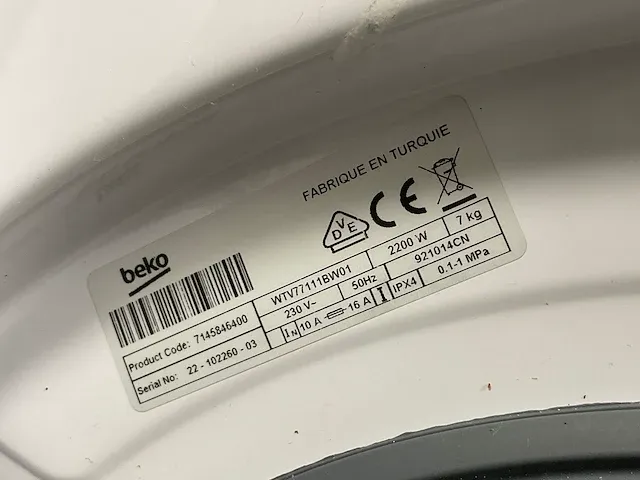 FABRIQUE EN TURQUIE
beko
VDE
CE
WTV77111BW01
2200 W
7 kg
230 V~
50Hz
921014CN
IN 10 A 16 A
I
IPX4
0.1-1 MPa
Product Code: 7145846400
Serial No: 22 - 102260 - 03